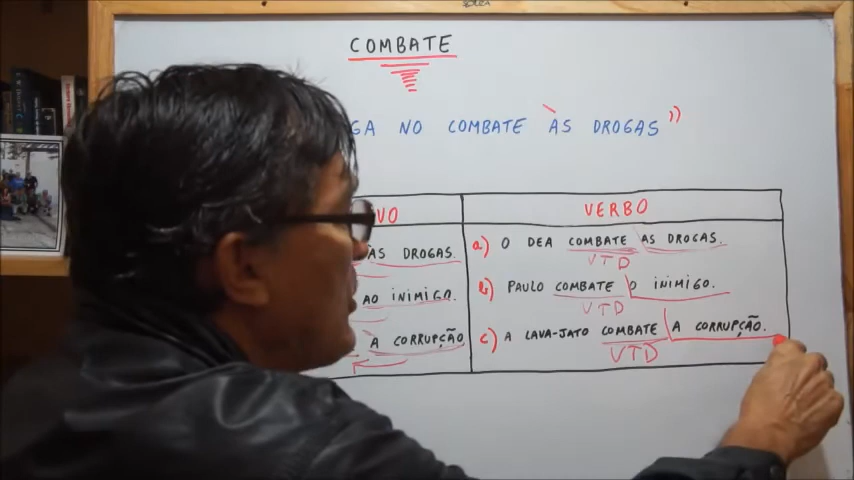 COMBATE
GA NO COMBATE ÀS DROGAS"
VO
VERBO
ÀS DROGAS.
a) O DEA COMBATE AS DROGAS.
VTD
AO INIMIGO.
b) PAULO COMBATE O INIMIGO.
VTD
À CORRUPÇÃO
c) A LAVA-JATO COMBATE A CORRUPÇÃO.
VTD